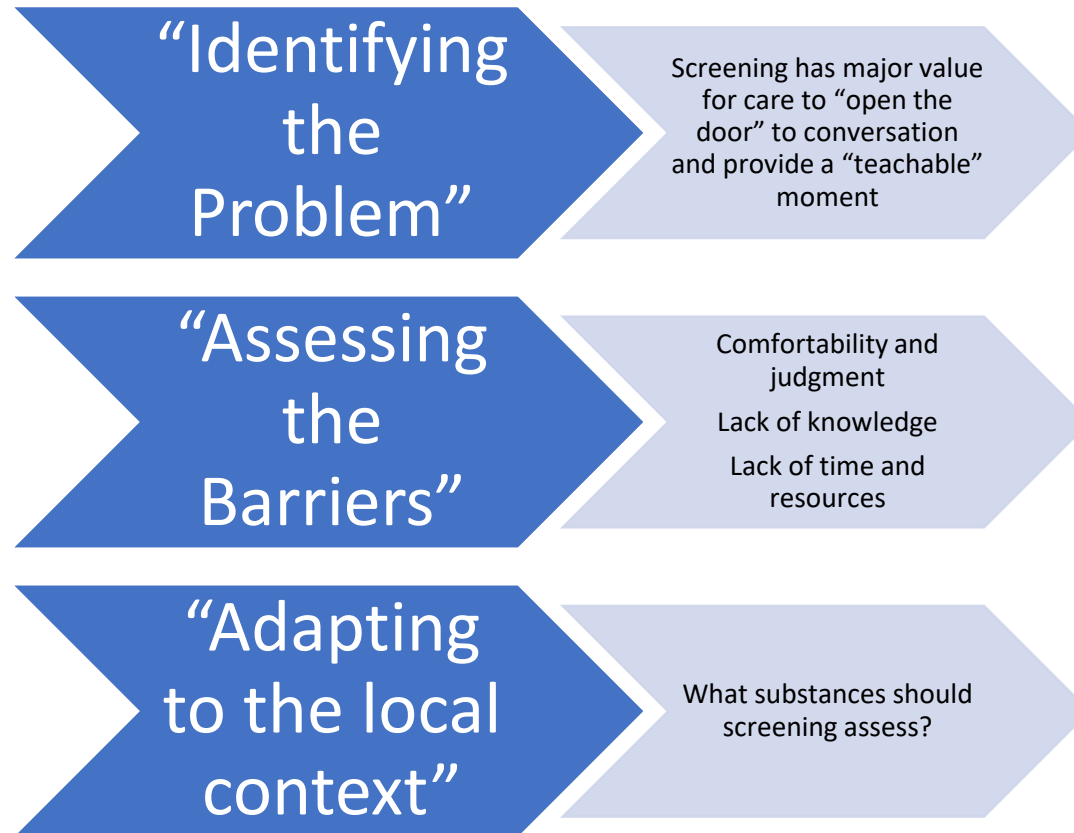 “Identifying
the
Problem”
Screening has major value
for care to “open the
door” to conversation
and provide a “teachable”
moment
“Assessing
the
Barriers”
Comfortability and
judgment
Lack of knowledge
Lack of time and
resources
“Adapting
to the local
context”
What substances should
screening assess?